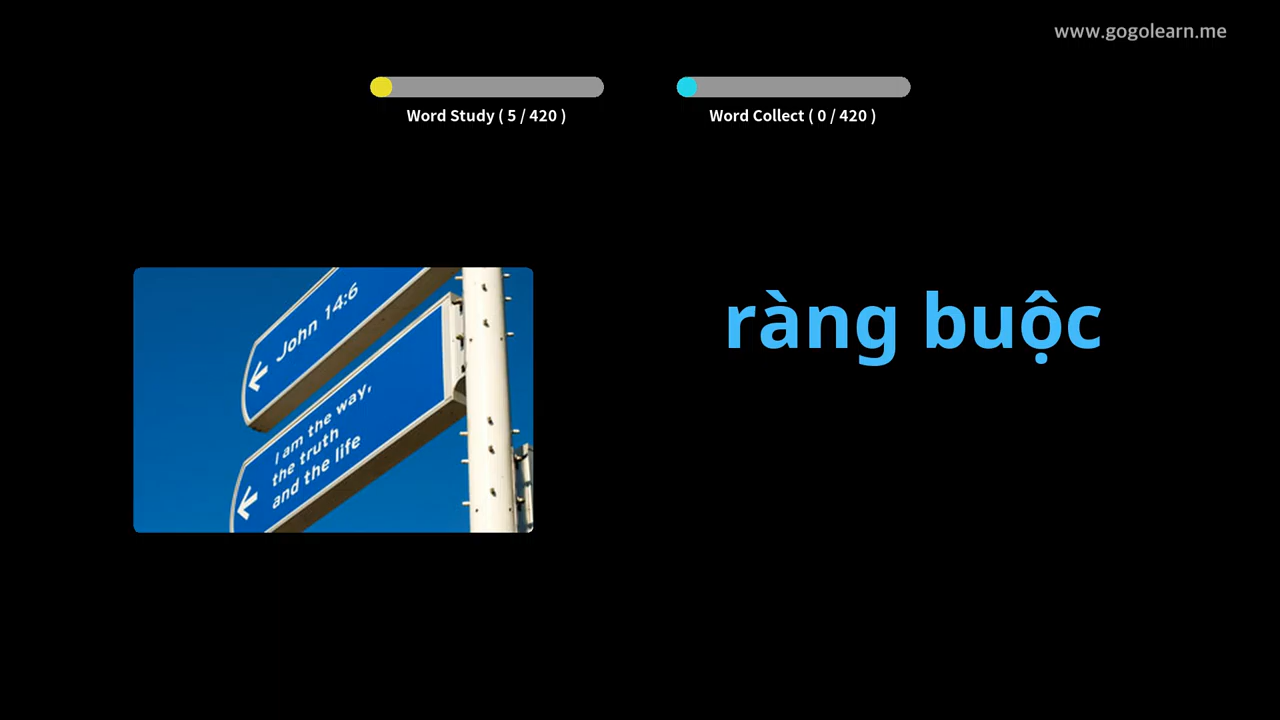 www.gogolearn.me
Word Study ( 5 / 420 )
Word Collect ( 0 / 420 )
John 14:6
I am the way,
the truth
and the life
ràng buộc